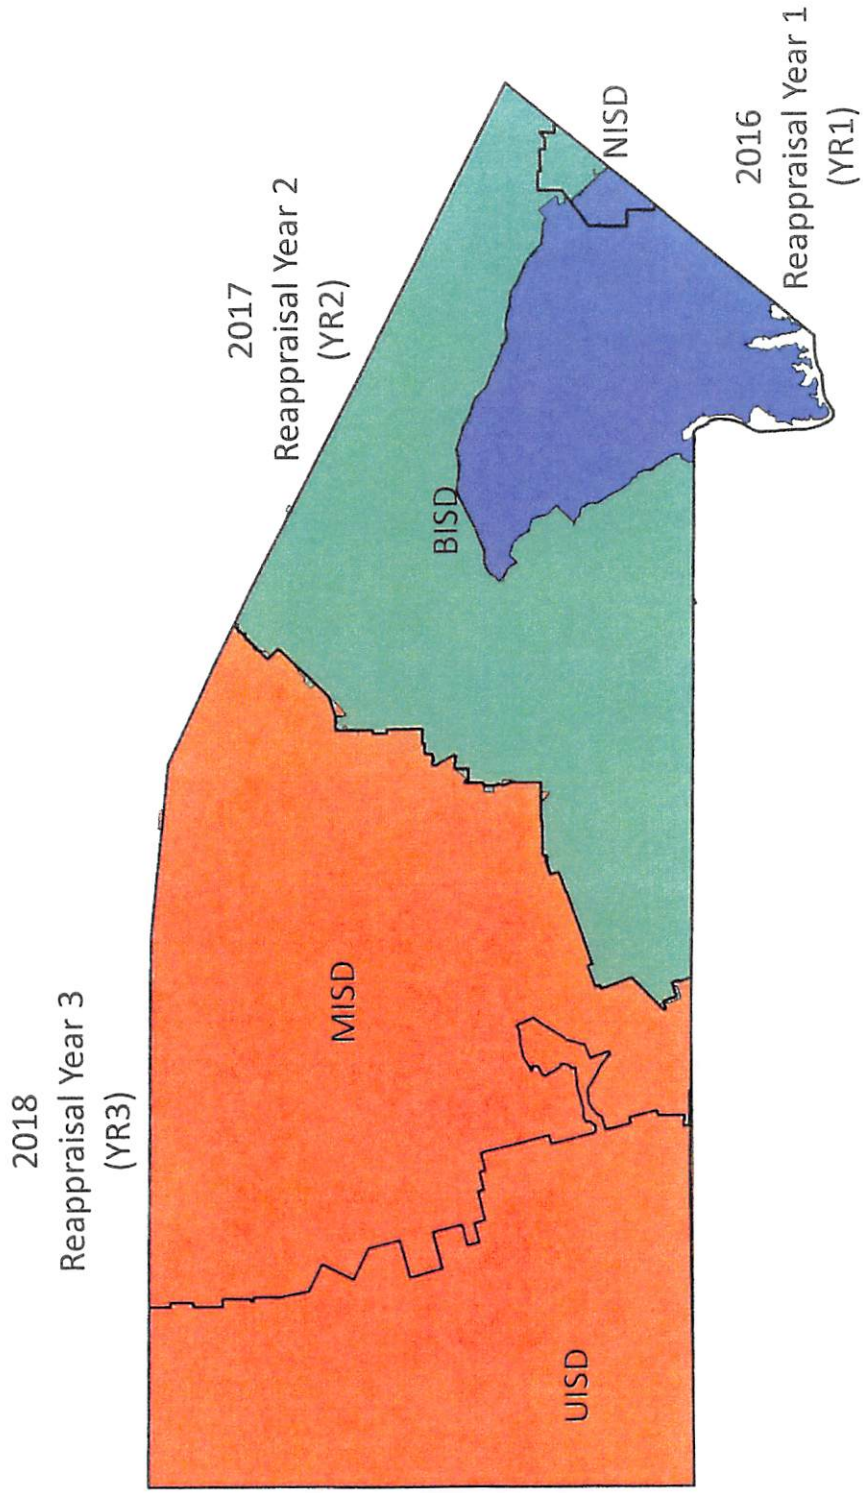 2018
Reappraisal Year 3
(YR3)
2017
Reappraisal Year 2
(YR2)
2016
Reappraisal Year 1
(YR1)
UISD
MISD
BISD
NISD